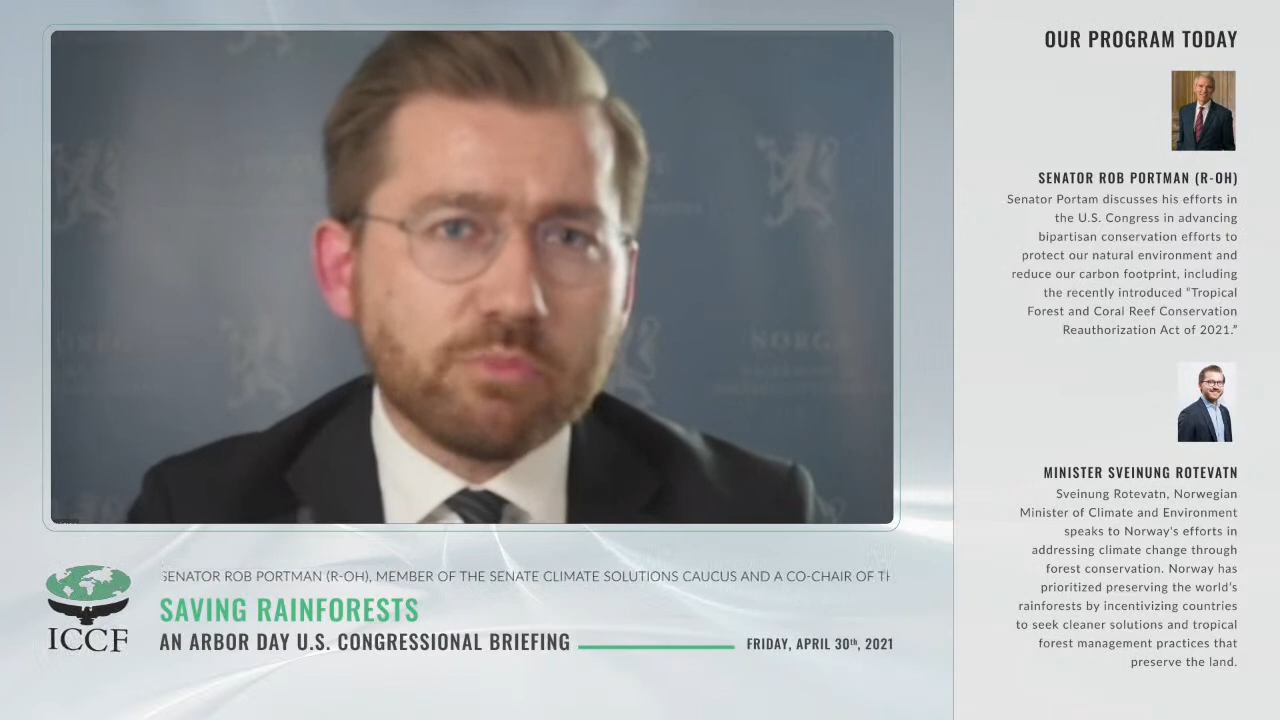 OUR PROGRAM TODAY
SENATOR ROB PORTMAN (R-OH)
Senator Portam discusses his efforts in
the U.S. Congress in advancing
bipartisan conservation efforts to
protect our natural environment and
reduce our carbon footprint, including
the recently introduced “Tropical
Forest and Coral Reef Conservation
Reauthorization Act of 2021.”
MINISTER SVEINUNG ROTEVATN
Sveinung Rotevatn, Norwegian
Minister of Climate and Environment
speaks to Norway's efforts in
addressing climate change through
forest conservation. Norway has
prioritized preserving the world's
rainforests by incentivizing countries
to seek cleaner solutions and tropical
forest management practices that
preserve the land.
NORG
SENATOR ROB PORTMAN (R-OH), MEMBER OF THE SENATE CLIMATE SOLUTIONS CAUCUS AND A CO-CHAIR OF TH
SAVING RAINFORESTS
AN ARBOR DAY U.S. CONGRESSIONAL BRIEFING
FRIDAY, APRIL 30th, 2021
ICCF